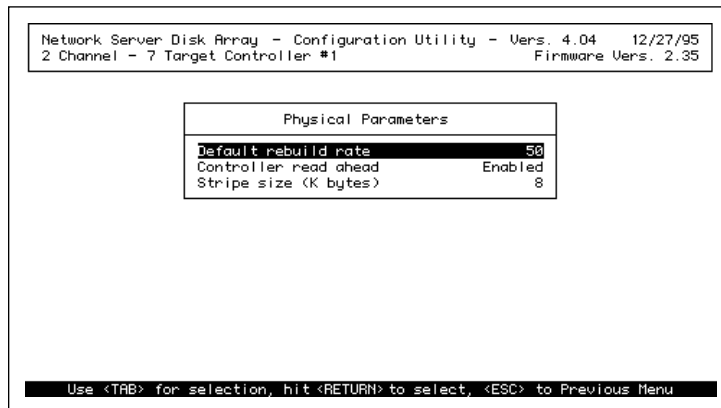 Network Server Disk Array - Configuration Utility - Vers. 4.04 12/27/95
2 Channel - 7 Target Controller #1 Firmware Vers. 2.35
Physical Parameters
Default rebuild rate 50
Controller read ahead Enabled
Stripe size (K bytes) 8
Use <TAB> for selection, hit <RETURN> to select, <ESC> to Previous Menu